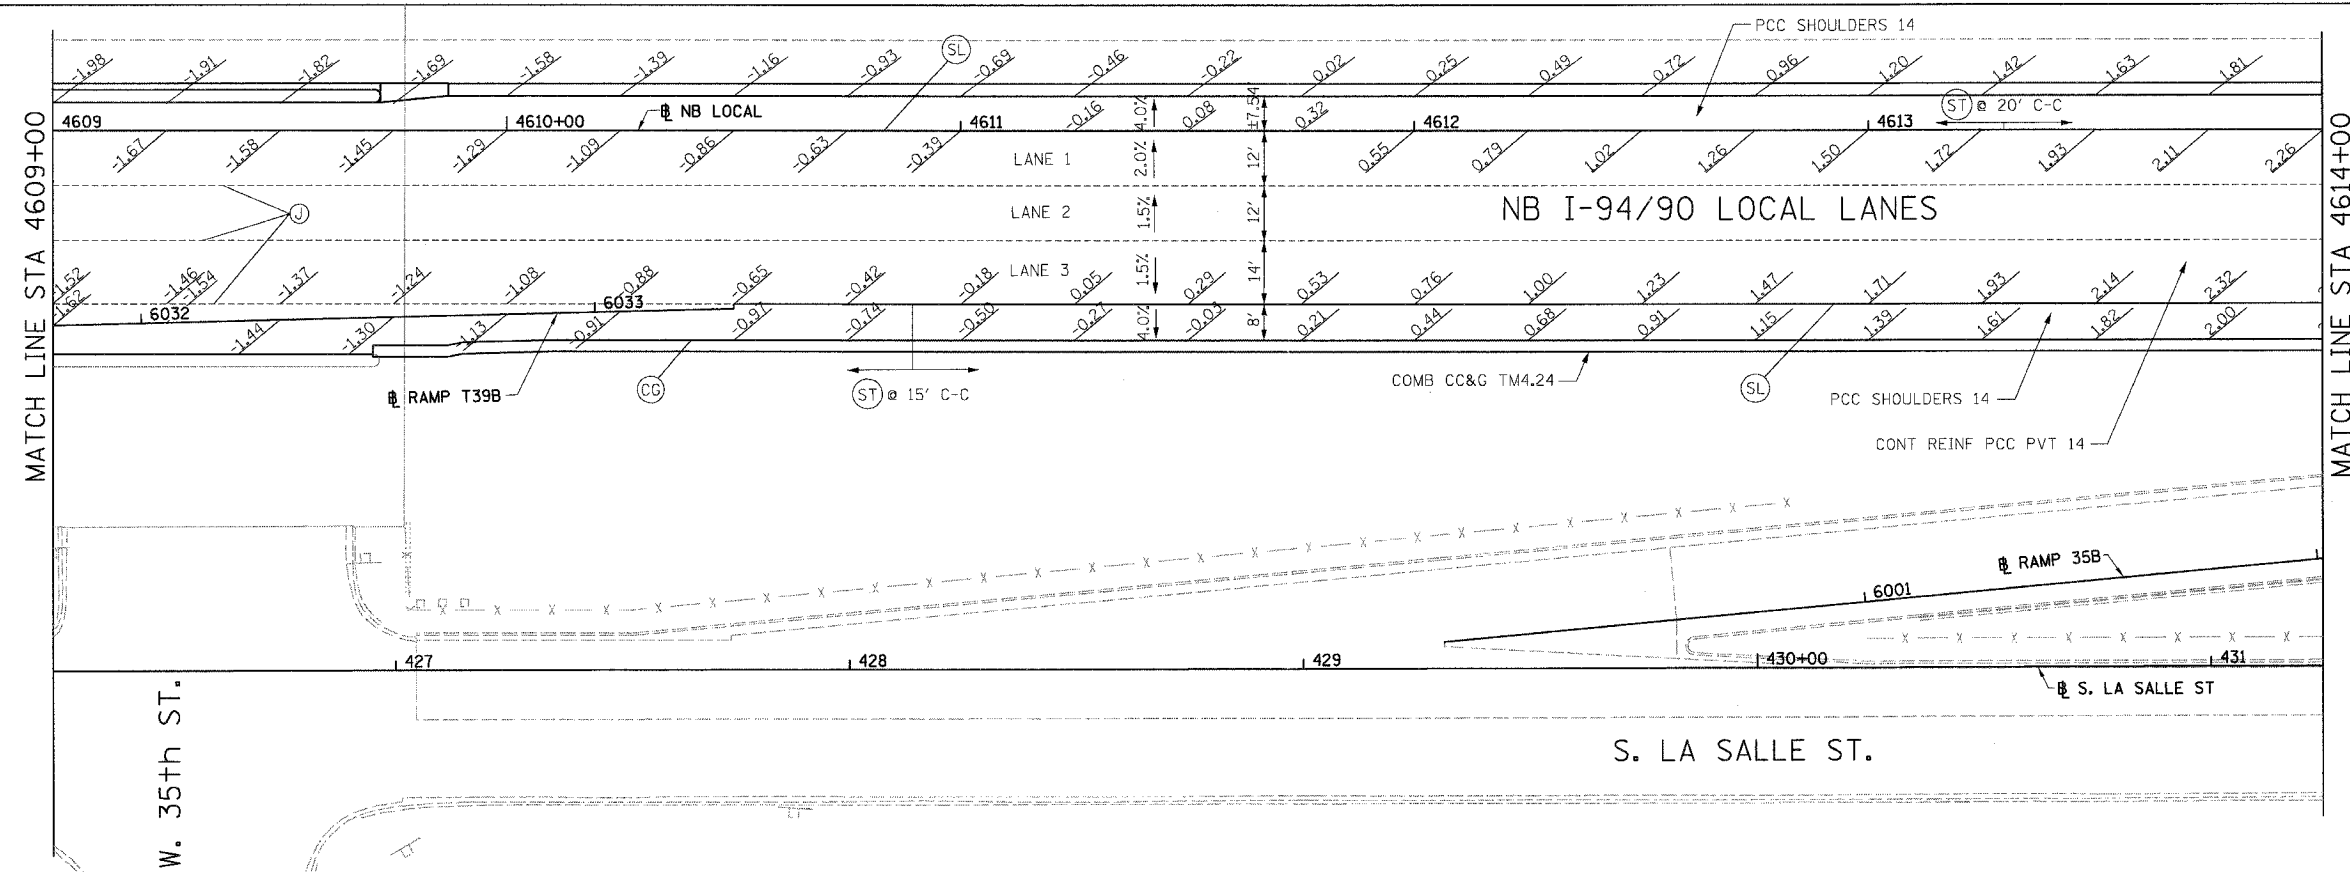 PCC SHOULDERS 14
-1.98 -1.91 -1.82 -1.69 -1.58 -1.39 -1.16 -0.93 SL -0.69 -0.46 -0.22 0.02 0.25 0.49 0.72 0.96 1.20 1.42 1.63 1.81
4609 ℄ NB LOCAL 4610+00 4611 -0.16 4.0% 0.08 ±7.54' 0.32 4612 4613 ST @ 20' C-C
-1.67 -1.58 -1.45 -1.29 -1.09 -0.86 -0.63 -0.39 LANE 1 2.0% 12' 0.55 0.79 1.02 1.26 1.50 1.72 1.93 2.11 2.26
J LANE 2 1.5% 12' NB I-94/90 LOCAL LANES
-1.52 -1.46 -1.37 -1.24 -1.08 -0.88 -0.65 -0.42 -0.18 LANE 3 0.05 1.5% 0.29 14' 0.53 0.76 1.00 1.23 1.47 1.71 1.93 2.14 2.32
-1.62 -1.54
6032 6033
-1.44 -1.30 -1.13 -0.91 -0.97 -0.74 -0.50 -0.27 4.0% -0.03 8' 0.21 0.44 0.68 0.91 1.15 1.39 1.61 1.82 2.00
℄ RAMP T39B CG ST @ 15' C-C COMB CC&G TM4.24 SL PCC SHOULDERS 14
CONT REINF PCC PVT 14
MATCH LINE STA 4609+00
MATCH LINE STA 4614+00
℄ RAMP 35B
6001
427 428 429 430+00 431
℄ S. LA SALLE ST
S. LA SALLE ST.
W. 35th ST.